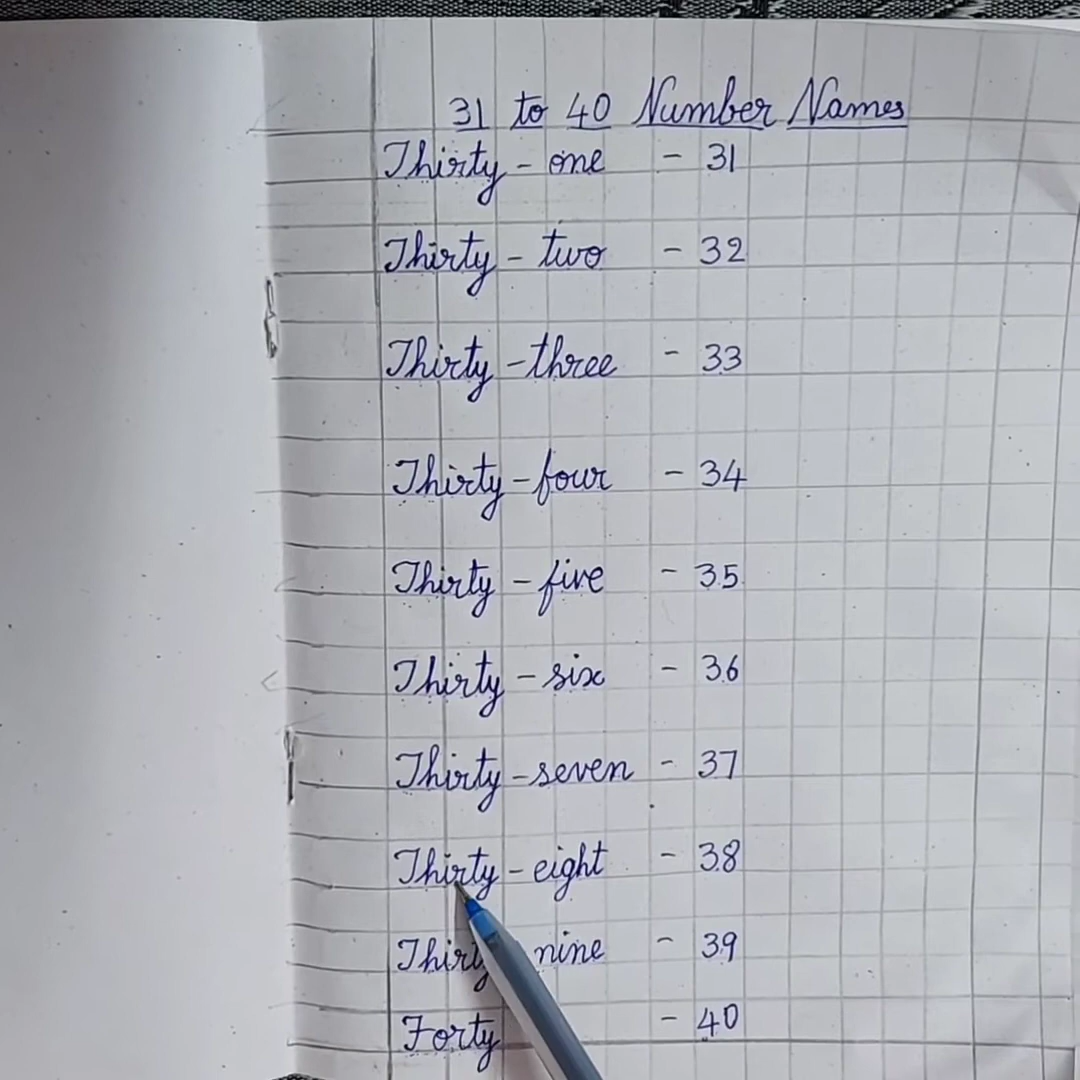 31 to 40 Number Names
Thirty - one - 31
Thirty - two - 32
Thirty - three - 33
Thirty - four - 34
Thirty - five - 35
Thirty - six - 36
Thirty - seven - 37
Thirty - eight - 38
Thirty nine - 39
Forty - 40